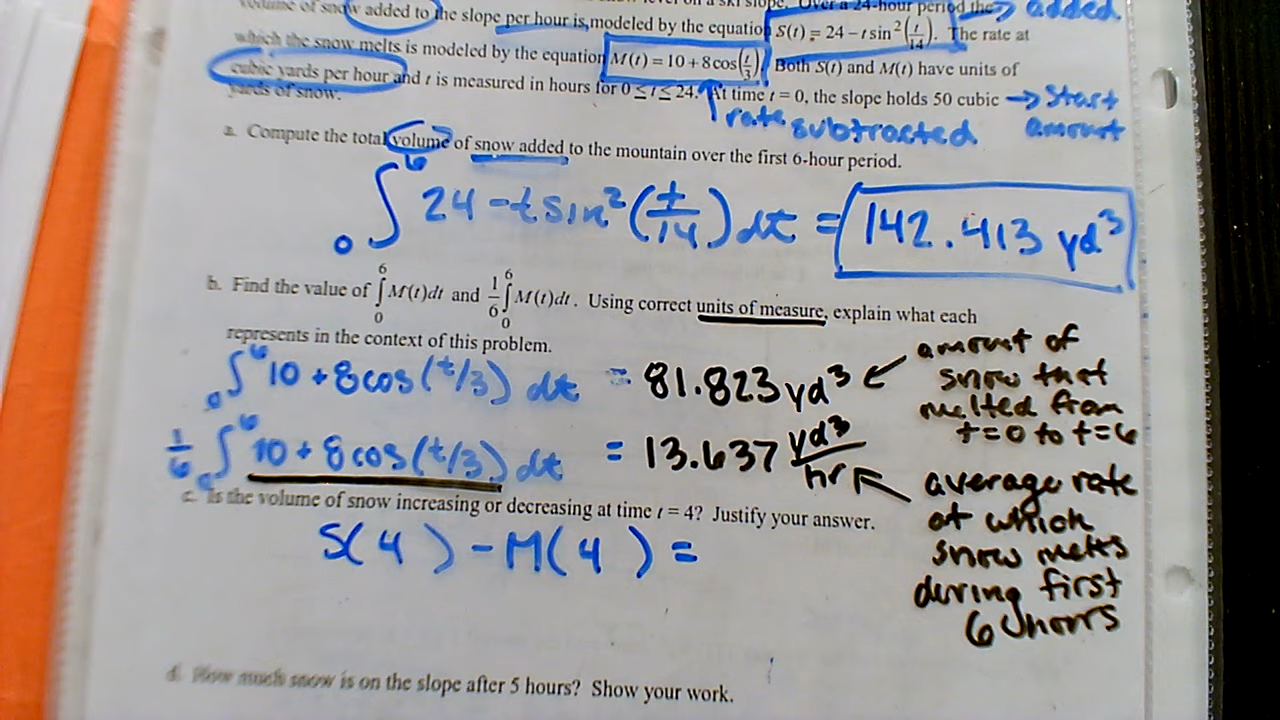 volume of snow added to the slope per hour is modeled by the equation S(t) = 24 − t sin²(t/14). The rate at
added
which the snow melts is modeled by the equation M(t) = 10 + 8cos(t/3). Both S(t) and M(t) have units of
cubic yards per hour and t is measured in hours for 0 ≤ t ≤ 24. At time t = 0, the slope holds 50 cubic → Start amount
yards of snow.
rate subtracted
a. Compute the total volume of snow added to the mountain over the first 6-hour period.
∫₀⁶ 24 − t sin²(t/14) dt = 142.413 yd³
b. Find the value of ∫₀⁶ M(t)dt and 1/6 ∫₀⁶ M(t)dt. Using correct units of measure, explain what each
represents in the context of this problem.
∫₀⁶ 10 + 8cos(t/3) dt = 81.823 yd³ ←
amount of
snow that
melted from
t=0 to t=6
1/6 ∫₀⁶ 10 + 8cos(t/3) dt = 13.637 yd³/hr ←
average rate
at which
snow melts
during first
6 hours
c. Is the volume of snow increasing or decreasing at time t = 4? Justify your answer.
S(4) − M(4) =
d. How much snow is on the slope after 5 hours? Show your work.